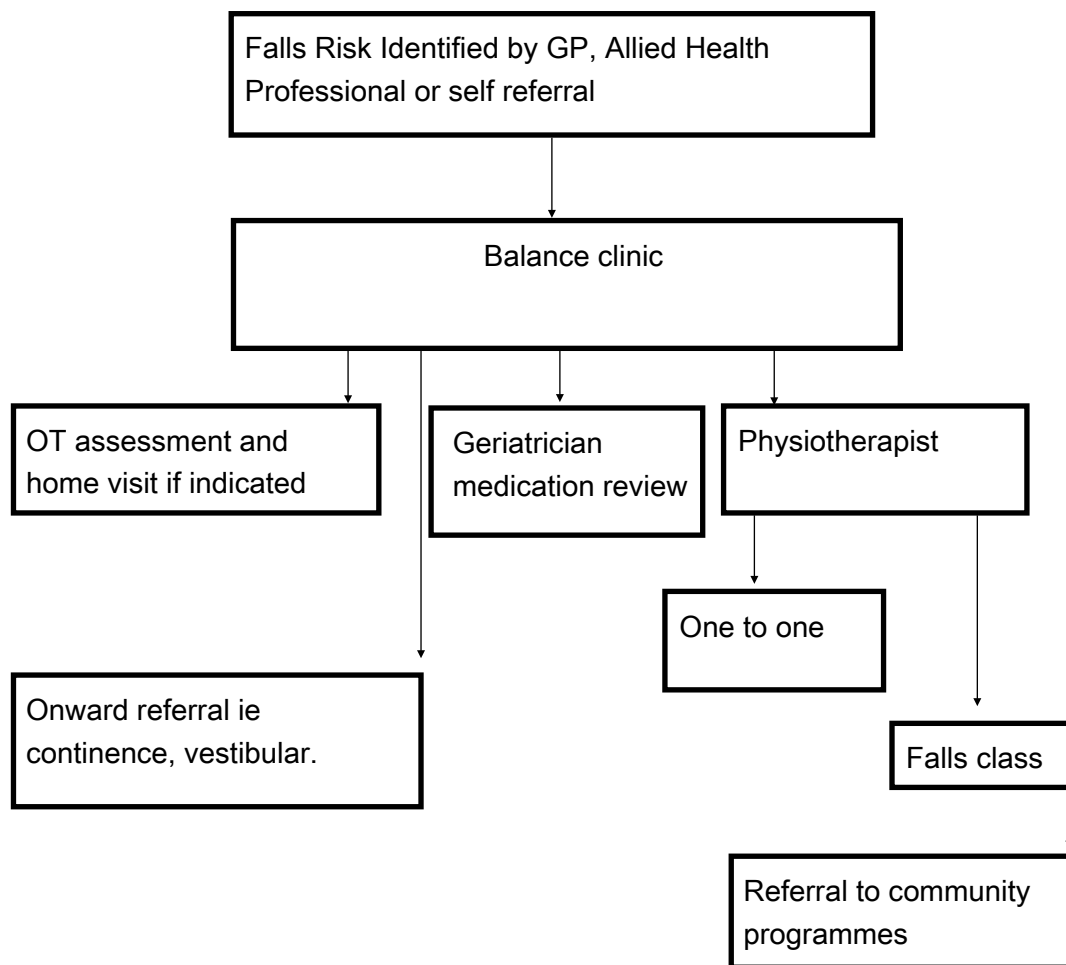 Falls Risk Identified by GP, Allied Health
Professional or self referral
Balance clinic
OT assessment and
home visit if indicated
Geriatrician
medication review
Physiotherapist
One to one
Onward referral ie
continence, vestibular.
Falls class
Referral to community
programmes